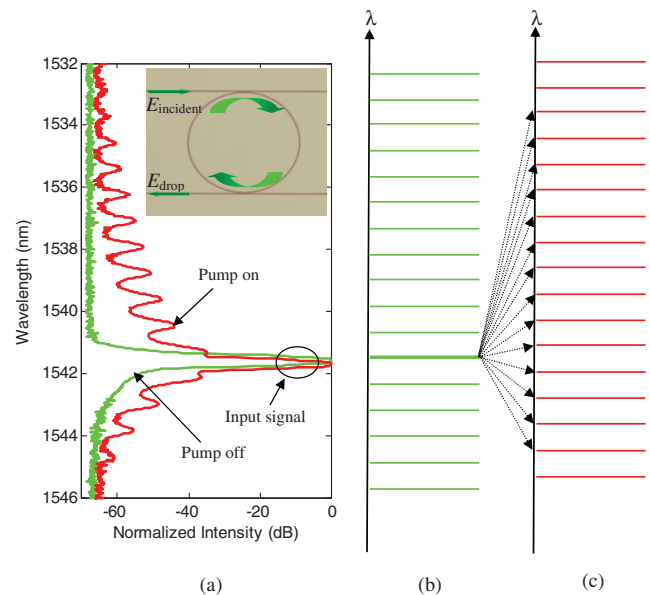 λ
λ
1532
1534
1536
1538
1540
1542
1544
1546
Wavelength (nm)
E_incident
E_drop
Pump on
Input signal
Pump off
-60
-40
-20
0
Normalized Intensity (dB)
(a)
(b)
(c)